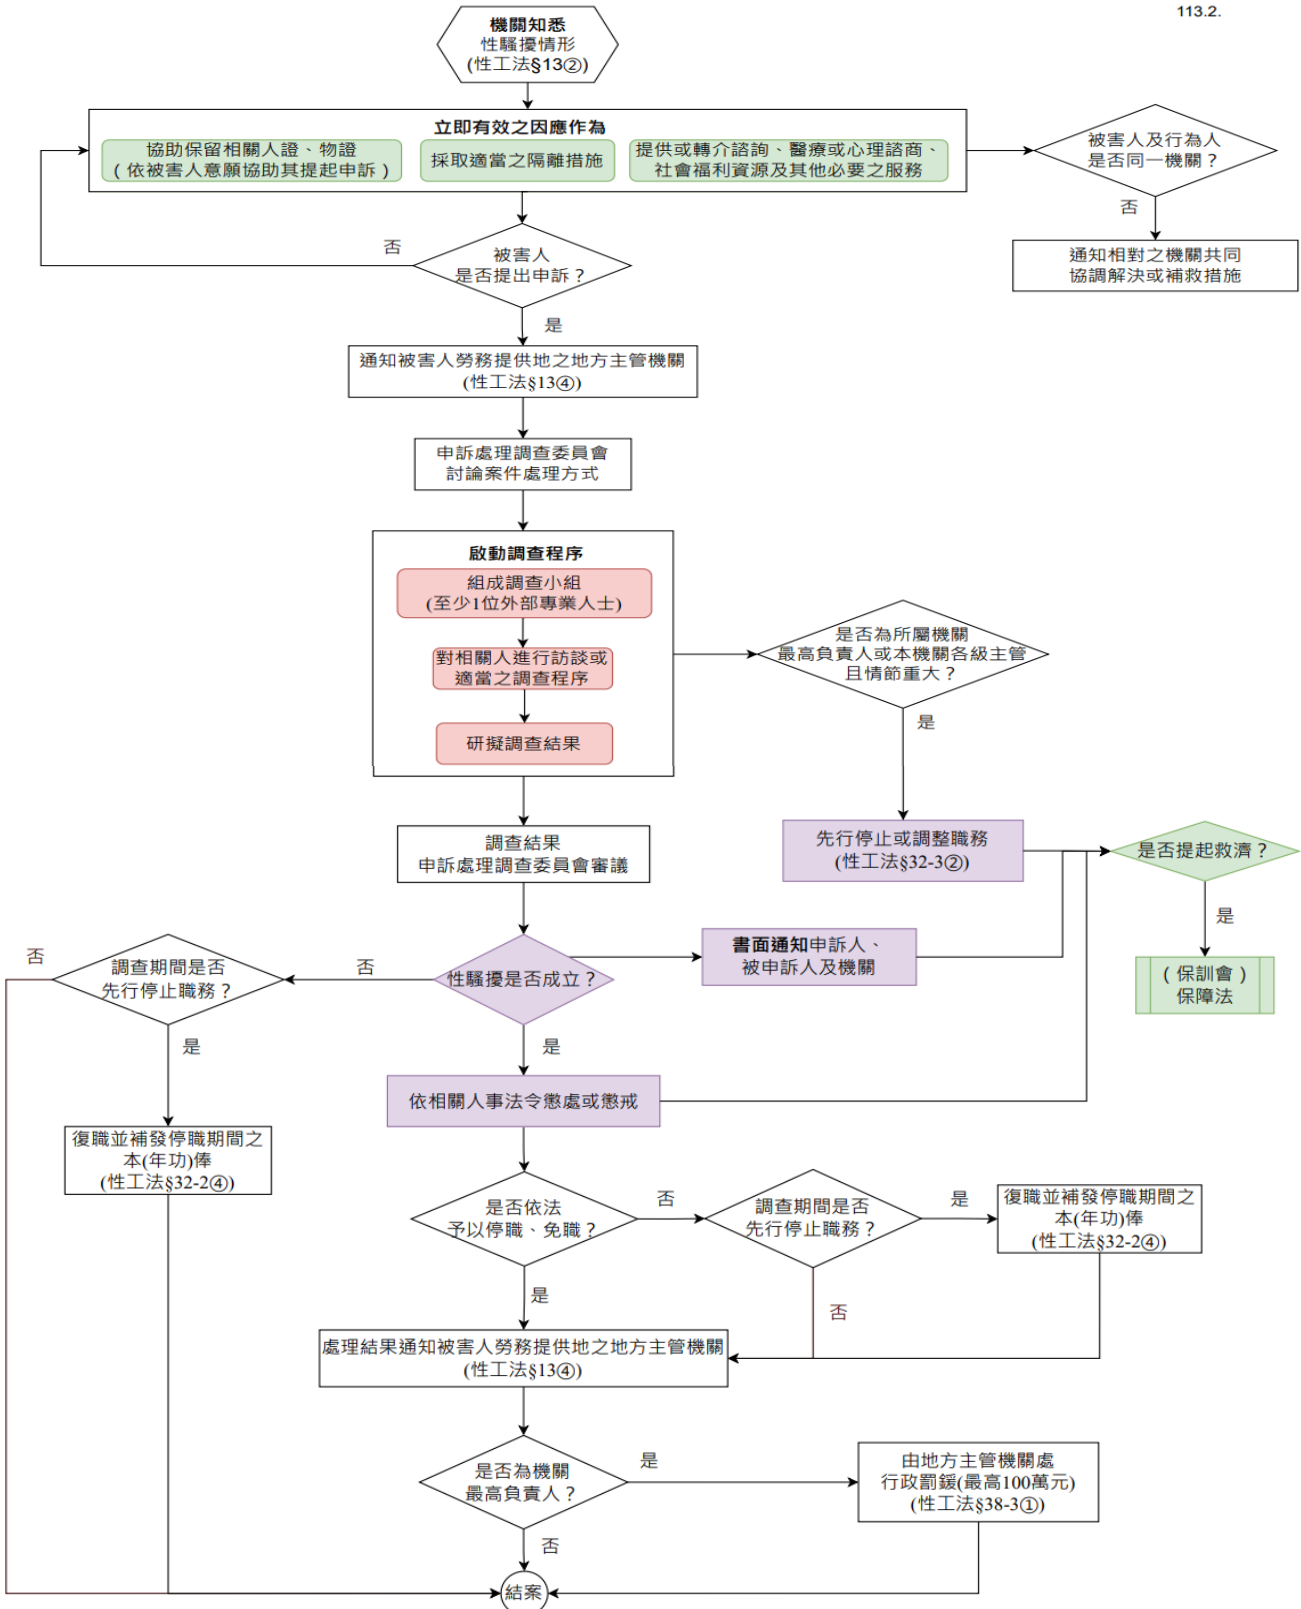 113.2.
機關知悉
性騷擾情形
(性工法§13②)
立即有效之因應作為
協助保留相關人證、物證
（依被害人意願協助其提起申訴）
採取適當之隔離措施
提供或轉介諮詢、醫療或心理諮商、
社會福利資源及其他必要之服務
被害人及行為人
是否同一機關？
否
通知相對之機關共同
協調解決或補救措施
否
被害人
是否提出申訴？
是
通知被害人勞務提供地之地方主管機關
(性工法§13④)
申訴處理調查委員會
討論案件處理方式
啟動調查程序
組成調查小組
(至少1位外部專業人士)
對相關人進行訪談或
適當之調查程序
研擬調查結果
是否為所屬機關
最高負責人或本機關各級主管
且情節重大？
是
先行停止或調整職務
(性工法§32-3②)
是否提起救濟？
是
（保訓會）
保障法
調查結果
申訴處理調查委員會審議
書面通知申訴人、
被申訴人及機關
性騷擾是否成立？
否
調查期間是否
先行停止職務？
否
是
復職並補發停職期間之
本(年功)俸
(性工法§32-2④)
是
依相關人事法令懲處或懲戒
是否依法
予以停職、免職？
否
調查期間是否
先行停止職務？
是
復職並補發停職期間之
本(年功)俸
(性工法§32-2④)
是
否
處理結果通知被害人勞務提供地之地方主管機關
(性工法§13④)
是否為機關
最高負責人？
是
由地方主管機關處
行政罰鍰(最高100萬元)
(性工法§38-3①)
否
結案